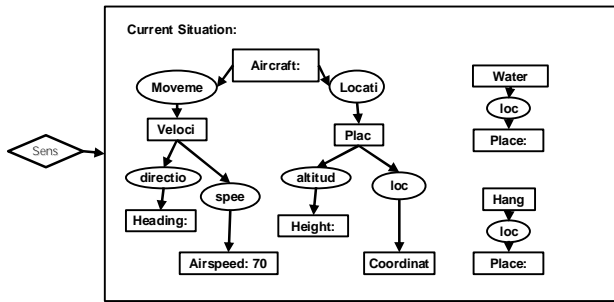 Current Situation:
Aircraft:
Moveme
Locati
Water
loc
Place:
Veloci
Plac
Sens
directio
spee
altitud
loc
Hang
loc
Place:
Heading:
Height:
Airspeed: 70
Coordinat